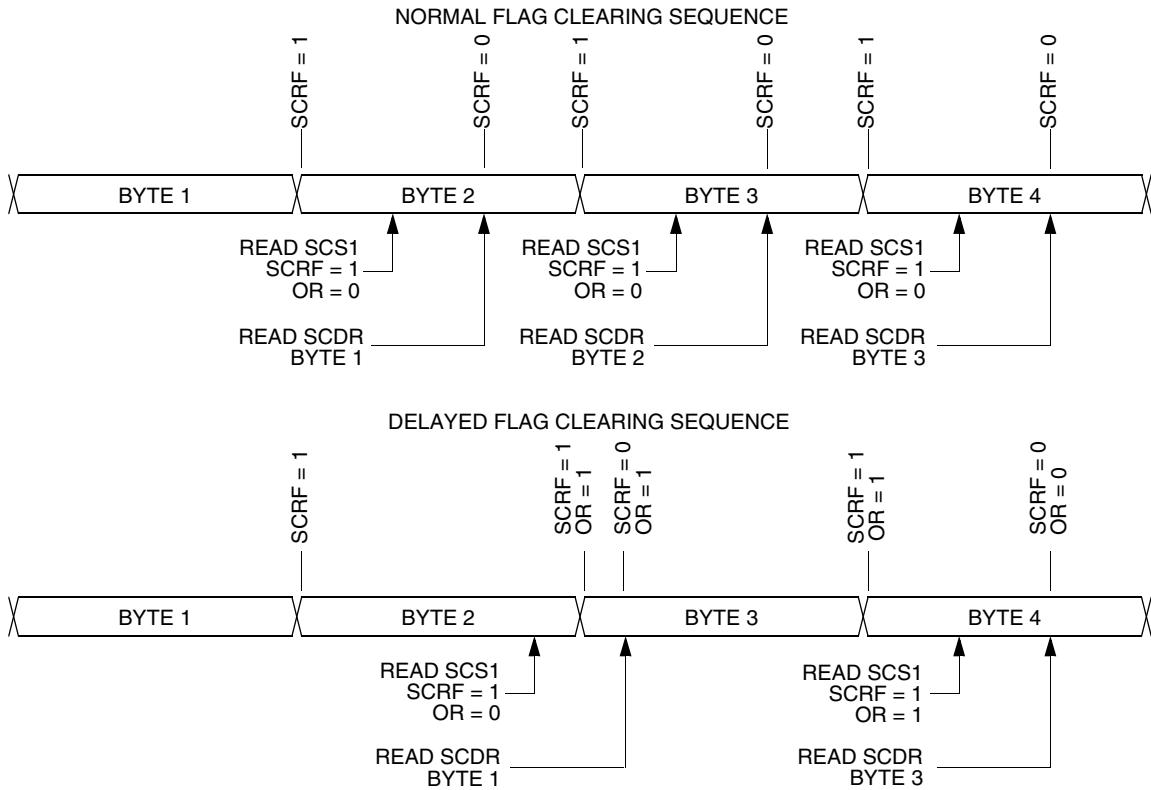 NORMAL FLAG CLEARING SEQUENCE
SCRF = 1
SCRF = 0
SCRF = 1
SCRF = 0
SCRF = 1
SCRF = 0
BYTE 1
BYTE 2
BYTE 3
BYTE 4
READ SCS1
SCRF = 1
OR = 0
READ SCS1
SCRF = 1
OR = 0
READ SCS1
SCRF = 1
OR = 0
READ SCDR
BYTE 1
READ SCDR
BYTE 2
READ SCDR
BYTE 3
DELAYED FLAG CLEARING SEQUENCE
SCRF = 1
SCRF = 1
OR = 1
SCRF = 0
OR = 1
SCRF = 1
OR = 1
SCRF = 0
OR = 0
BYTE 1
BYTE 2
BYTE 3
BYTE 4
READ SCS1
SCRF = 1
OR = 0
READ SCS1
SCRF = 1
OR = 1
READ SCDR
BYTE 1
READ SCDR
BYTE 3